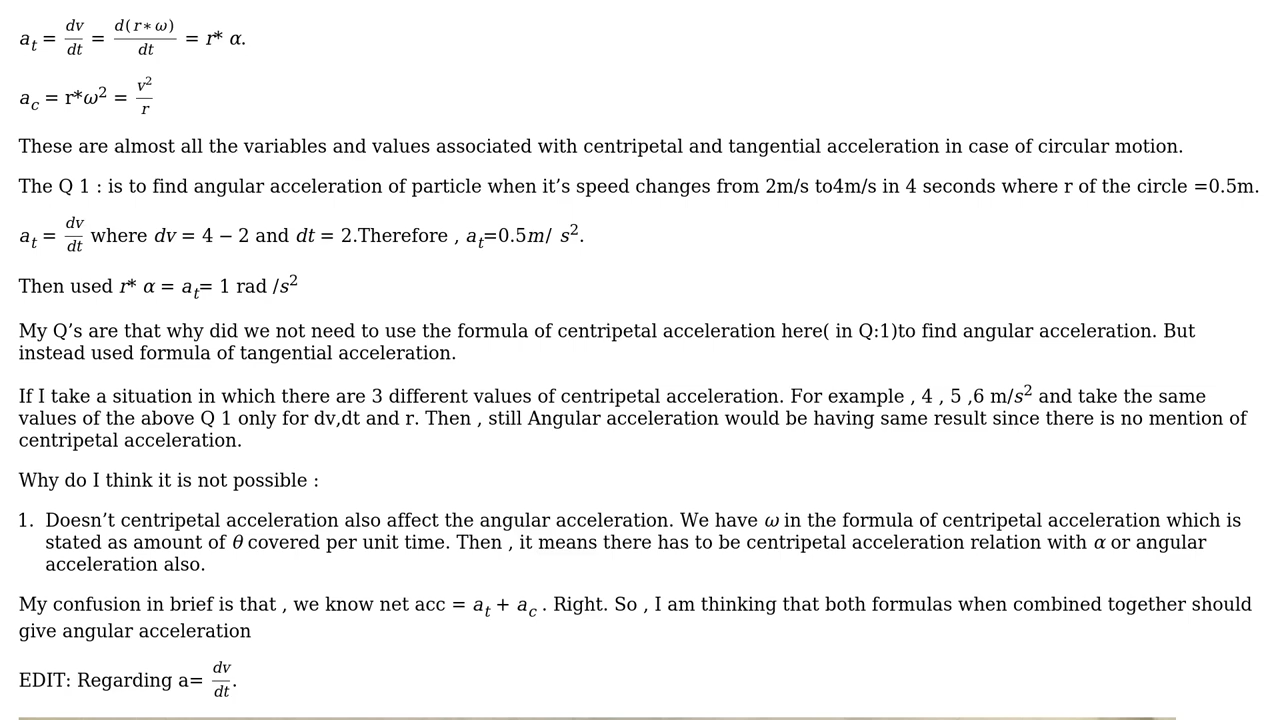 a_t = dv/dt = d(r∗ω)/dt = r* α.
a_c = r*ω² = v²/r
These are almost all the variables and values associated with centripetal and tangential acceleration in case of circular motion.
The Q 1 : is to find angular acceleration of particle when it’s speed changes from 2m/s to4m/s in 4 seconds where r of the circle =0.5m.
a_t = dv/dt where dv = 4 − 2 and dt = 2.Therefore , a_t=0.5m/ s².
Then used r* α = a_t= 1 rad /s²
My Q’s are that why did we not need to use the formula of centripetal acceleration here( in Q:1)to find angular acceleration. But
instead used formula of tangential acceleration.
If I take a situation in which there are 3 different values of centripetal acceleration. For example , 4 , 5 ,6 m/s² and take the same
values of the above Q 1 only for dv,dt and r. Then , still Angular acceleration would be having same result since there is no mention of
centripetal acceleration.
Why do I think it is not possible :
1. Doesn’t centripetal acceleration also affect the angular acceleration. We have ω in the formula of centripetal acceleration which is
stated as amount of θ covered per unit time. Then , it means there has to be centripetal acceleration relation with α or angular
acceleration also.
My confusion in brief is that , we know net acc = a_t + a_c . Right. So , I am thinking that both formulas when combined together should
give angular acceleration
EDIT: Regarding a= dv/dt.